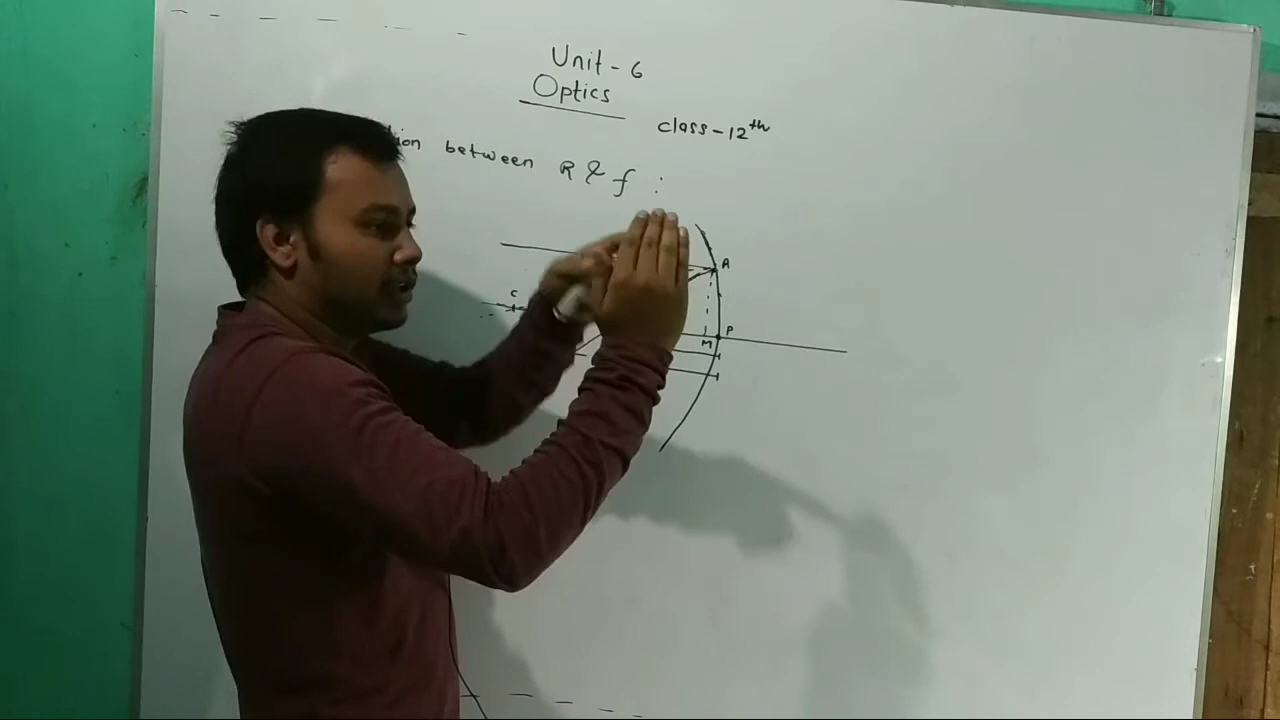 Unit - 6
Optics
class - 12th
between R & f :
A
C
P
M